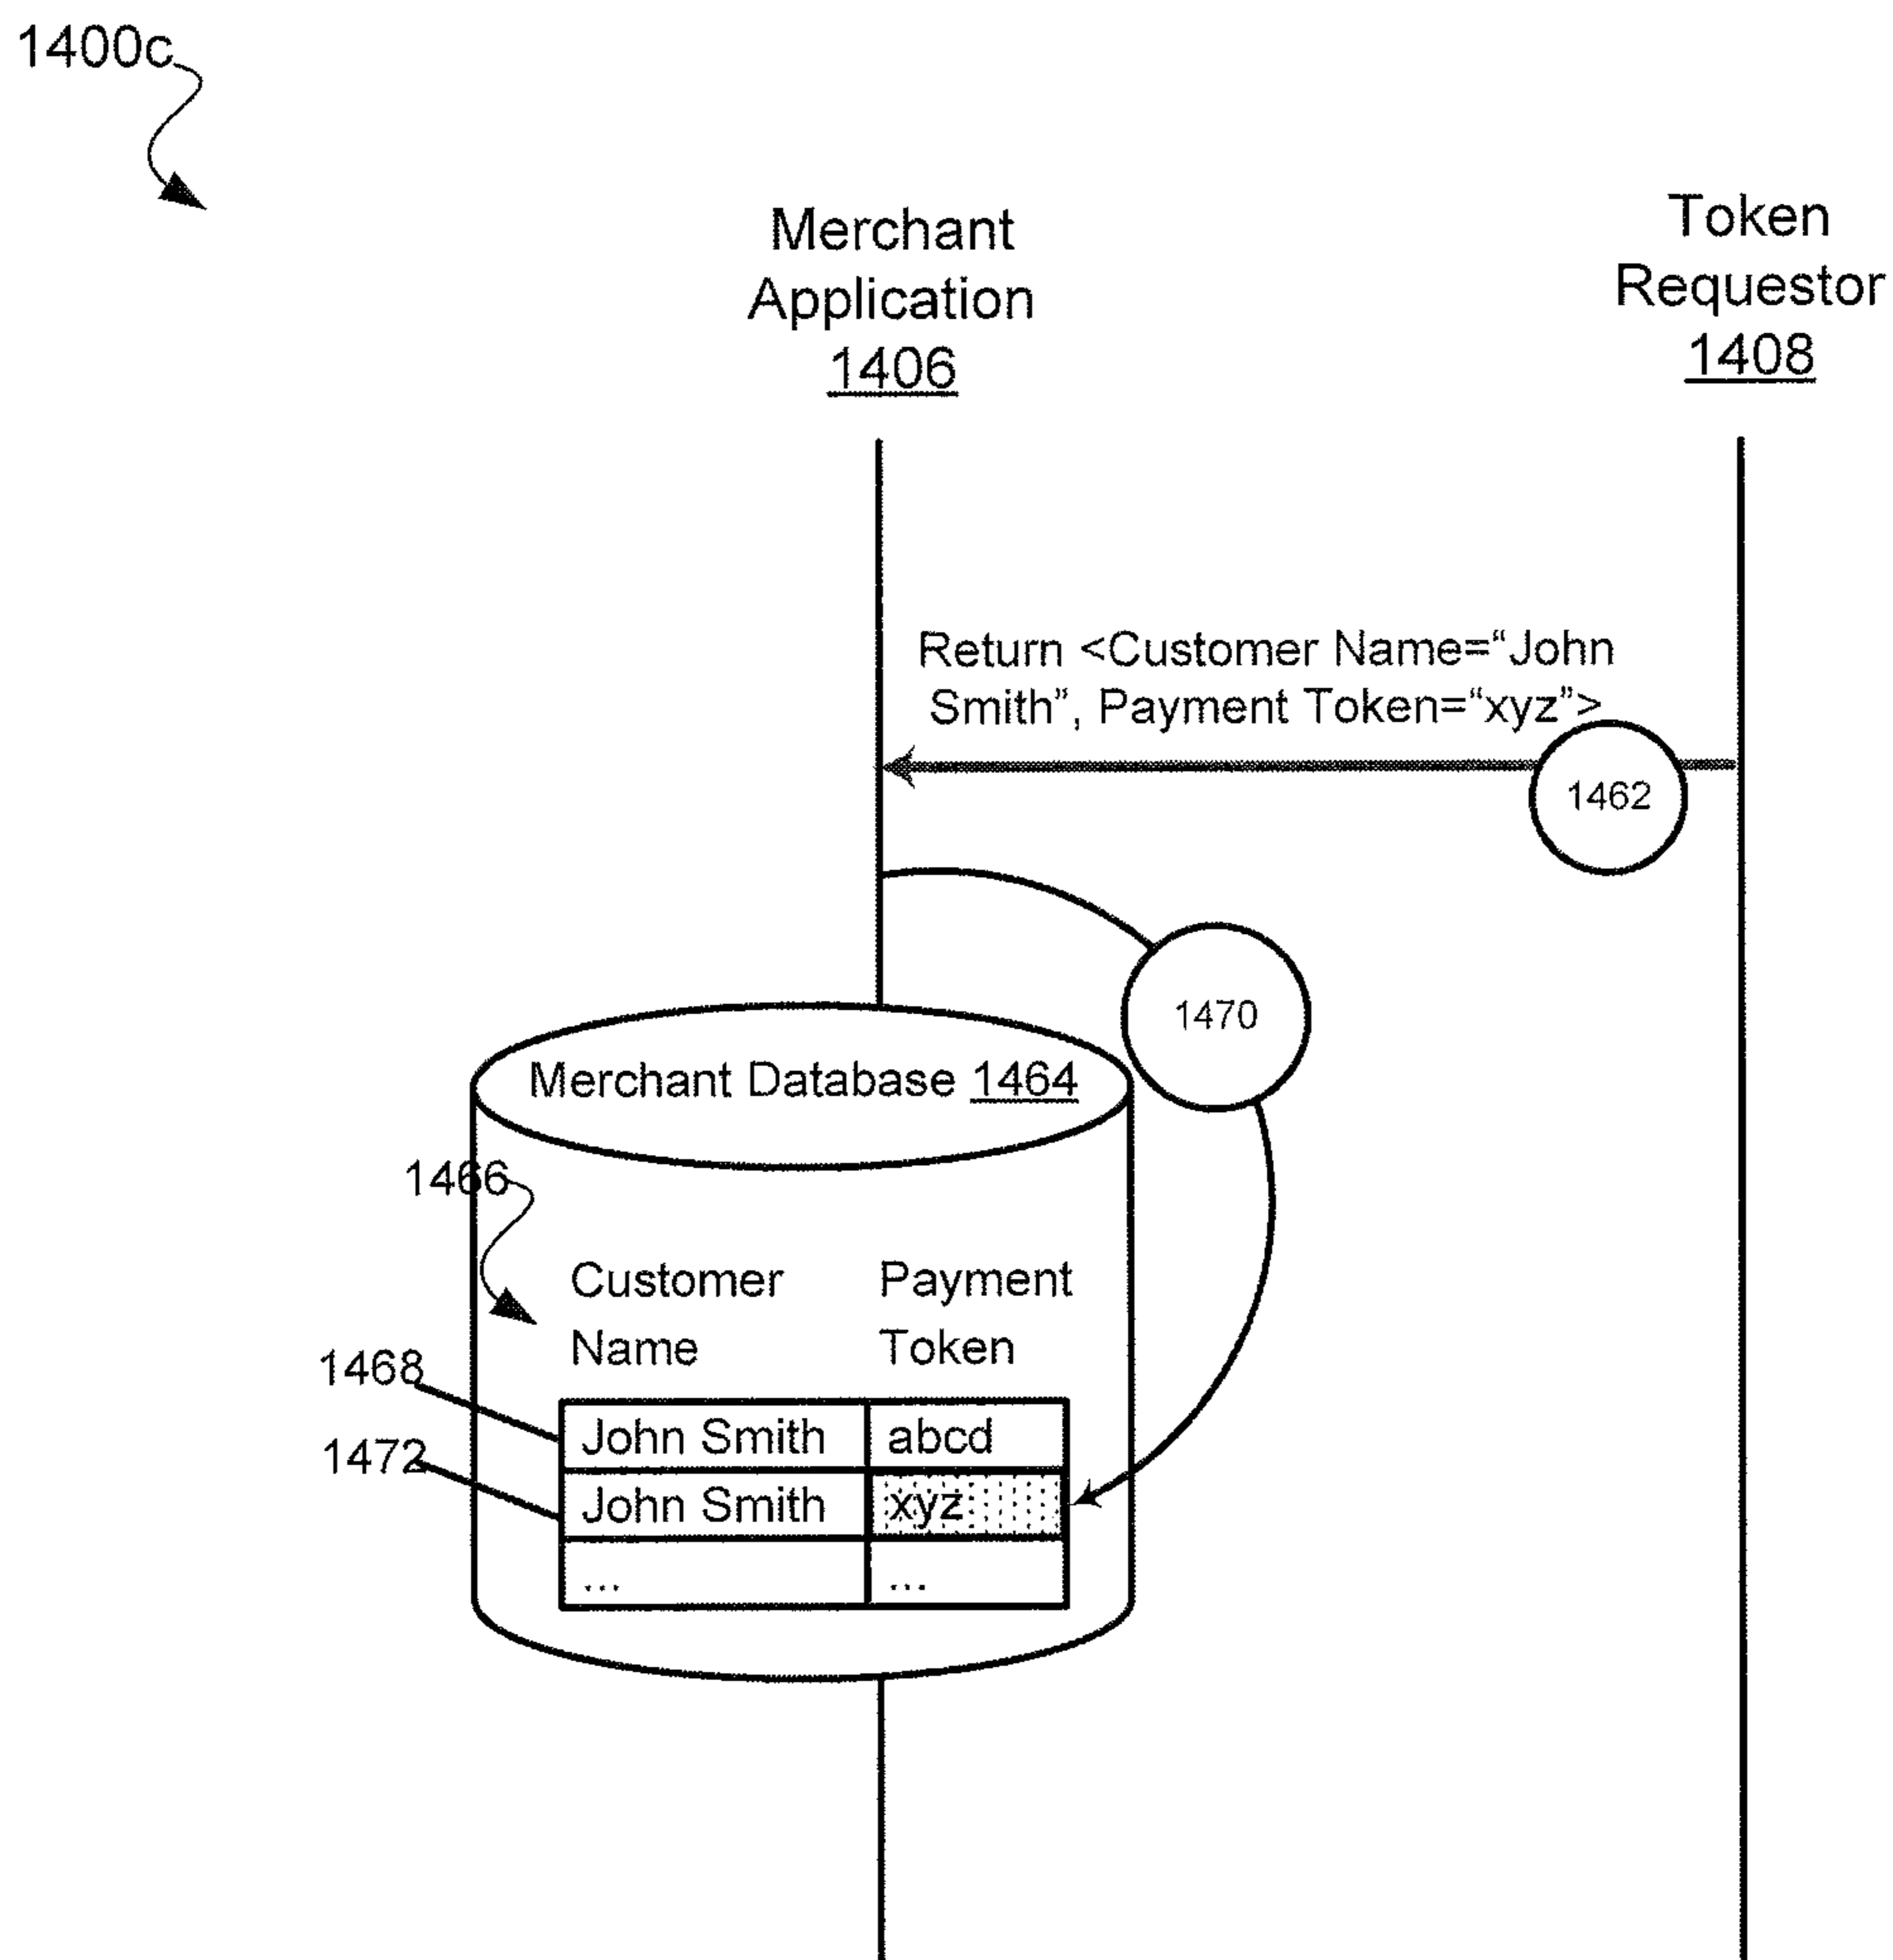 1400c
Merchant
Application
1406
Token
Requestor
1408
Return <Customer Name=“John
Smith”, Payment Token=“xyz”>
1462
1470
Merchant Database 1464
1466
Customer Payment
Name Token
1468
John Smith abcd
1472
John Smith xyz
... ...